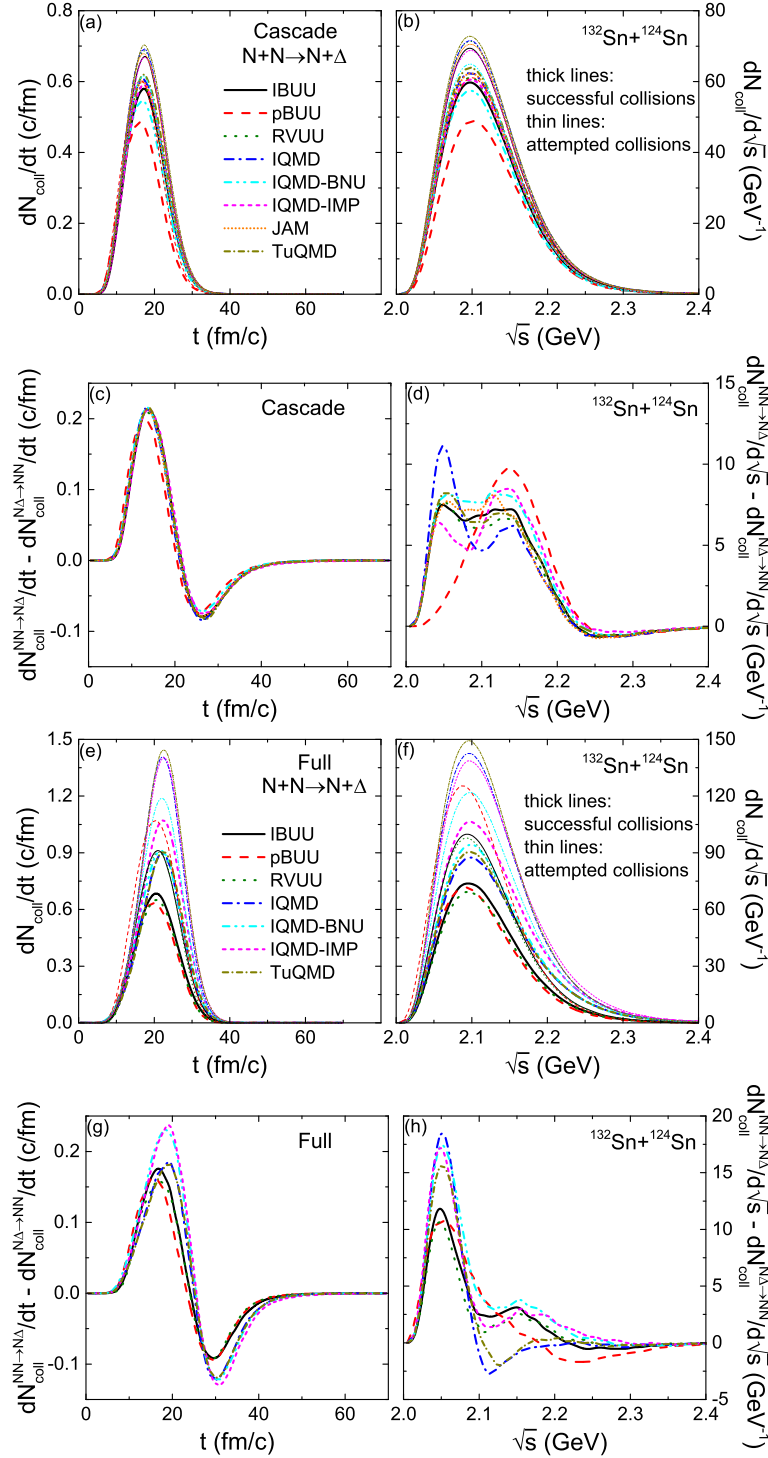 (a)
Cascade
N+N→N+Δ
IBUU
pBUU
RVUU
IQMD
IQMD-BNU
IQMD-IMP
JAM
TuQMD
0.8
0.6
0.4
0.2
0.0
0 20 40 60
dN_coll/dt (c/fm)
t (fm/c)
(b)
¹³²Sn+¹²⁴Sn
thick lines:
successful collisions
thin lines:
attempted collisions
80
60
40
20
0
2.0 2.1 2.2 2.3 2.4
√s (GeV)
dN_coll/d√s (GeV⁻¹)
(c)
Cascade
0.2
0.1
0.0
-0.1
0 20 40 60
dN_coll^{NN→NΔ}/dt - dN_coll^{NΔ→NN}/dt (c/fm)
t (fm/c)
(d)
¹³²Sn+¹²⁴Sn
15
10
5
0
2.0 2.1 2.2 2.3 2.4
√s (GeV)
dN_coll^{NN→NΔ}/d√s - dN_coll^{NΔ→NN}/d√s (GeV⁻¹)
(e)
Full
N+N→N+Δ
IBUU
pBUU
RVUU
IQMD
IQMD-BNU
IQMD-IMP
TuQMD
1.5
1.2
0.9
0.6
0.3
0.0
0 20 40 60
dN_coll/dt (c/fm)
t (fm/c)
(f)
¹³²Sn+¹²⁴Sn
thick lines:
successful collisions
thin lines:
attempted collisions
150
120
90
60
30
0
2.0 2.1 2.2 2.3 2.4
√s (GeV)
dN_coll/d√s (GeV⁻¹)
(g)
Full
0.2
0.1
0.0
-0.1
0 20 40 60
dN_coll^{NN→NΔ}/dt - dN_coll^{NΔ→NN}/dt (c/fm)
t (fm/c)
(h)
¹³²Sn+¹²⁴Sn
20
15
10
5
0
-5
2.0 2.1 2.2 2.3 2.4
√s (GeV)
dN_coll^{NN→NΔ}/d√s - dN_coll^{NΔ→NN}/d√s (GeV⁻¹)